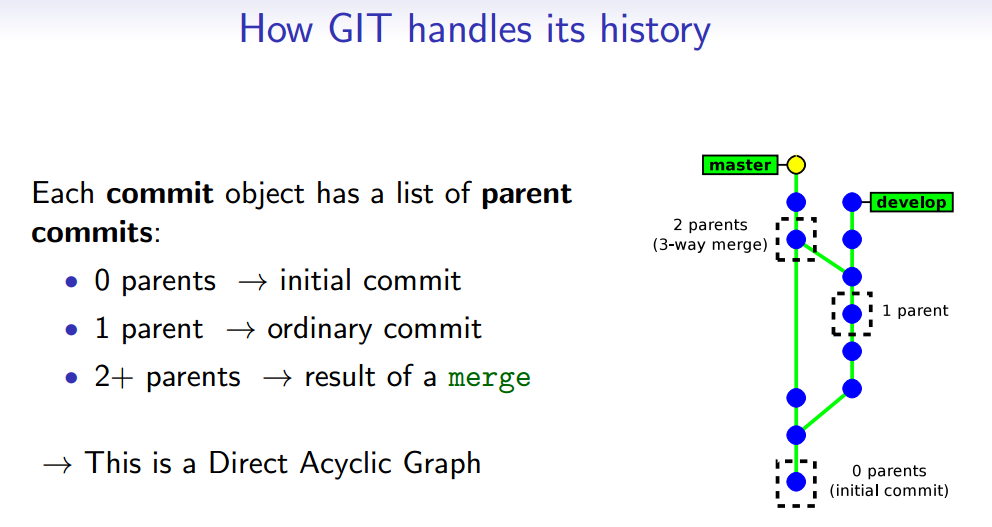 How GIT handles its history
Each commit object has a list of parent
commits:
• 0 parents → initial commit
• 1 parent → ordinary commit
• 2+ parents → result of a merge
→ This is a Direct Acyclic Graph
master
develop
2 parents
(3-way merge)
1 parent
0 parents
(initial commit)